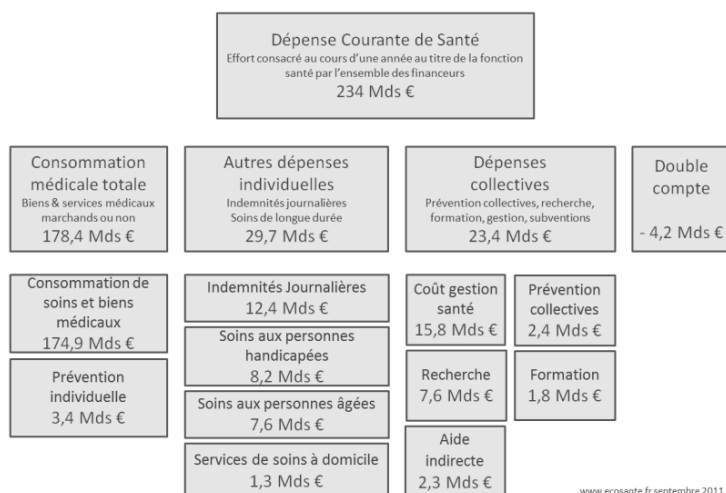 Dépense Courante de Santé
Effort consacré au cours d'une année au titre de la fonction
santé par l'ensemble des financeurs
234 Mds €
Consommation
médicale totale
Biens & services médicaux
marchands ou non
178,4 Mds €
Autres dépenses
individuelles
Indemnités journalières
Soins de longue durée
29,7 Mds €
Dépenses
collectives
Prévention collectives, recherche,
formation, gestion, subventions
23,4 Mds €
Double
compte
- 4,2 Mds €
Consommation de
soins et biens
médicaux
174,9 Mds €
Prévention
individuelle
3,4 Mds €
Indemnités Journalières
12,4 Mds €
Soins aux personnes
handicapées
8,2 Mds €
Soins aux personnes âgées
7,6 Mds €
Services de soins à domicile
1,3 Mds €
Coût gestion
santé
15,8 Mds €
Prévention
collectives
2,4 Mds €
Recherche
7,6 Mds €
Formation
1,8 Mds €
Aide
indirecte
2,3 Mds €
www.ecosante.fr septembre 2011